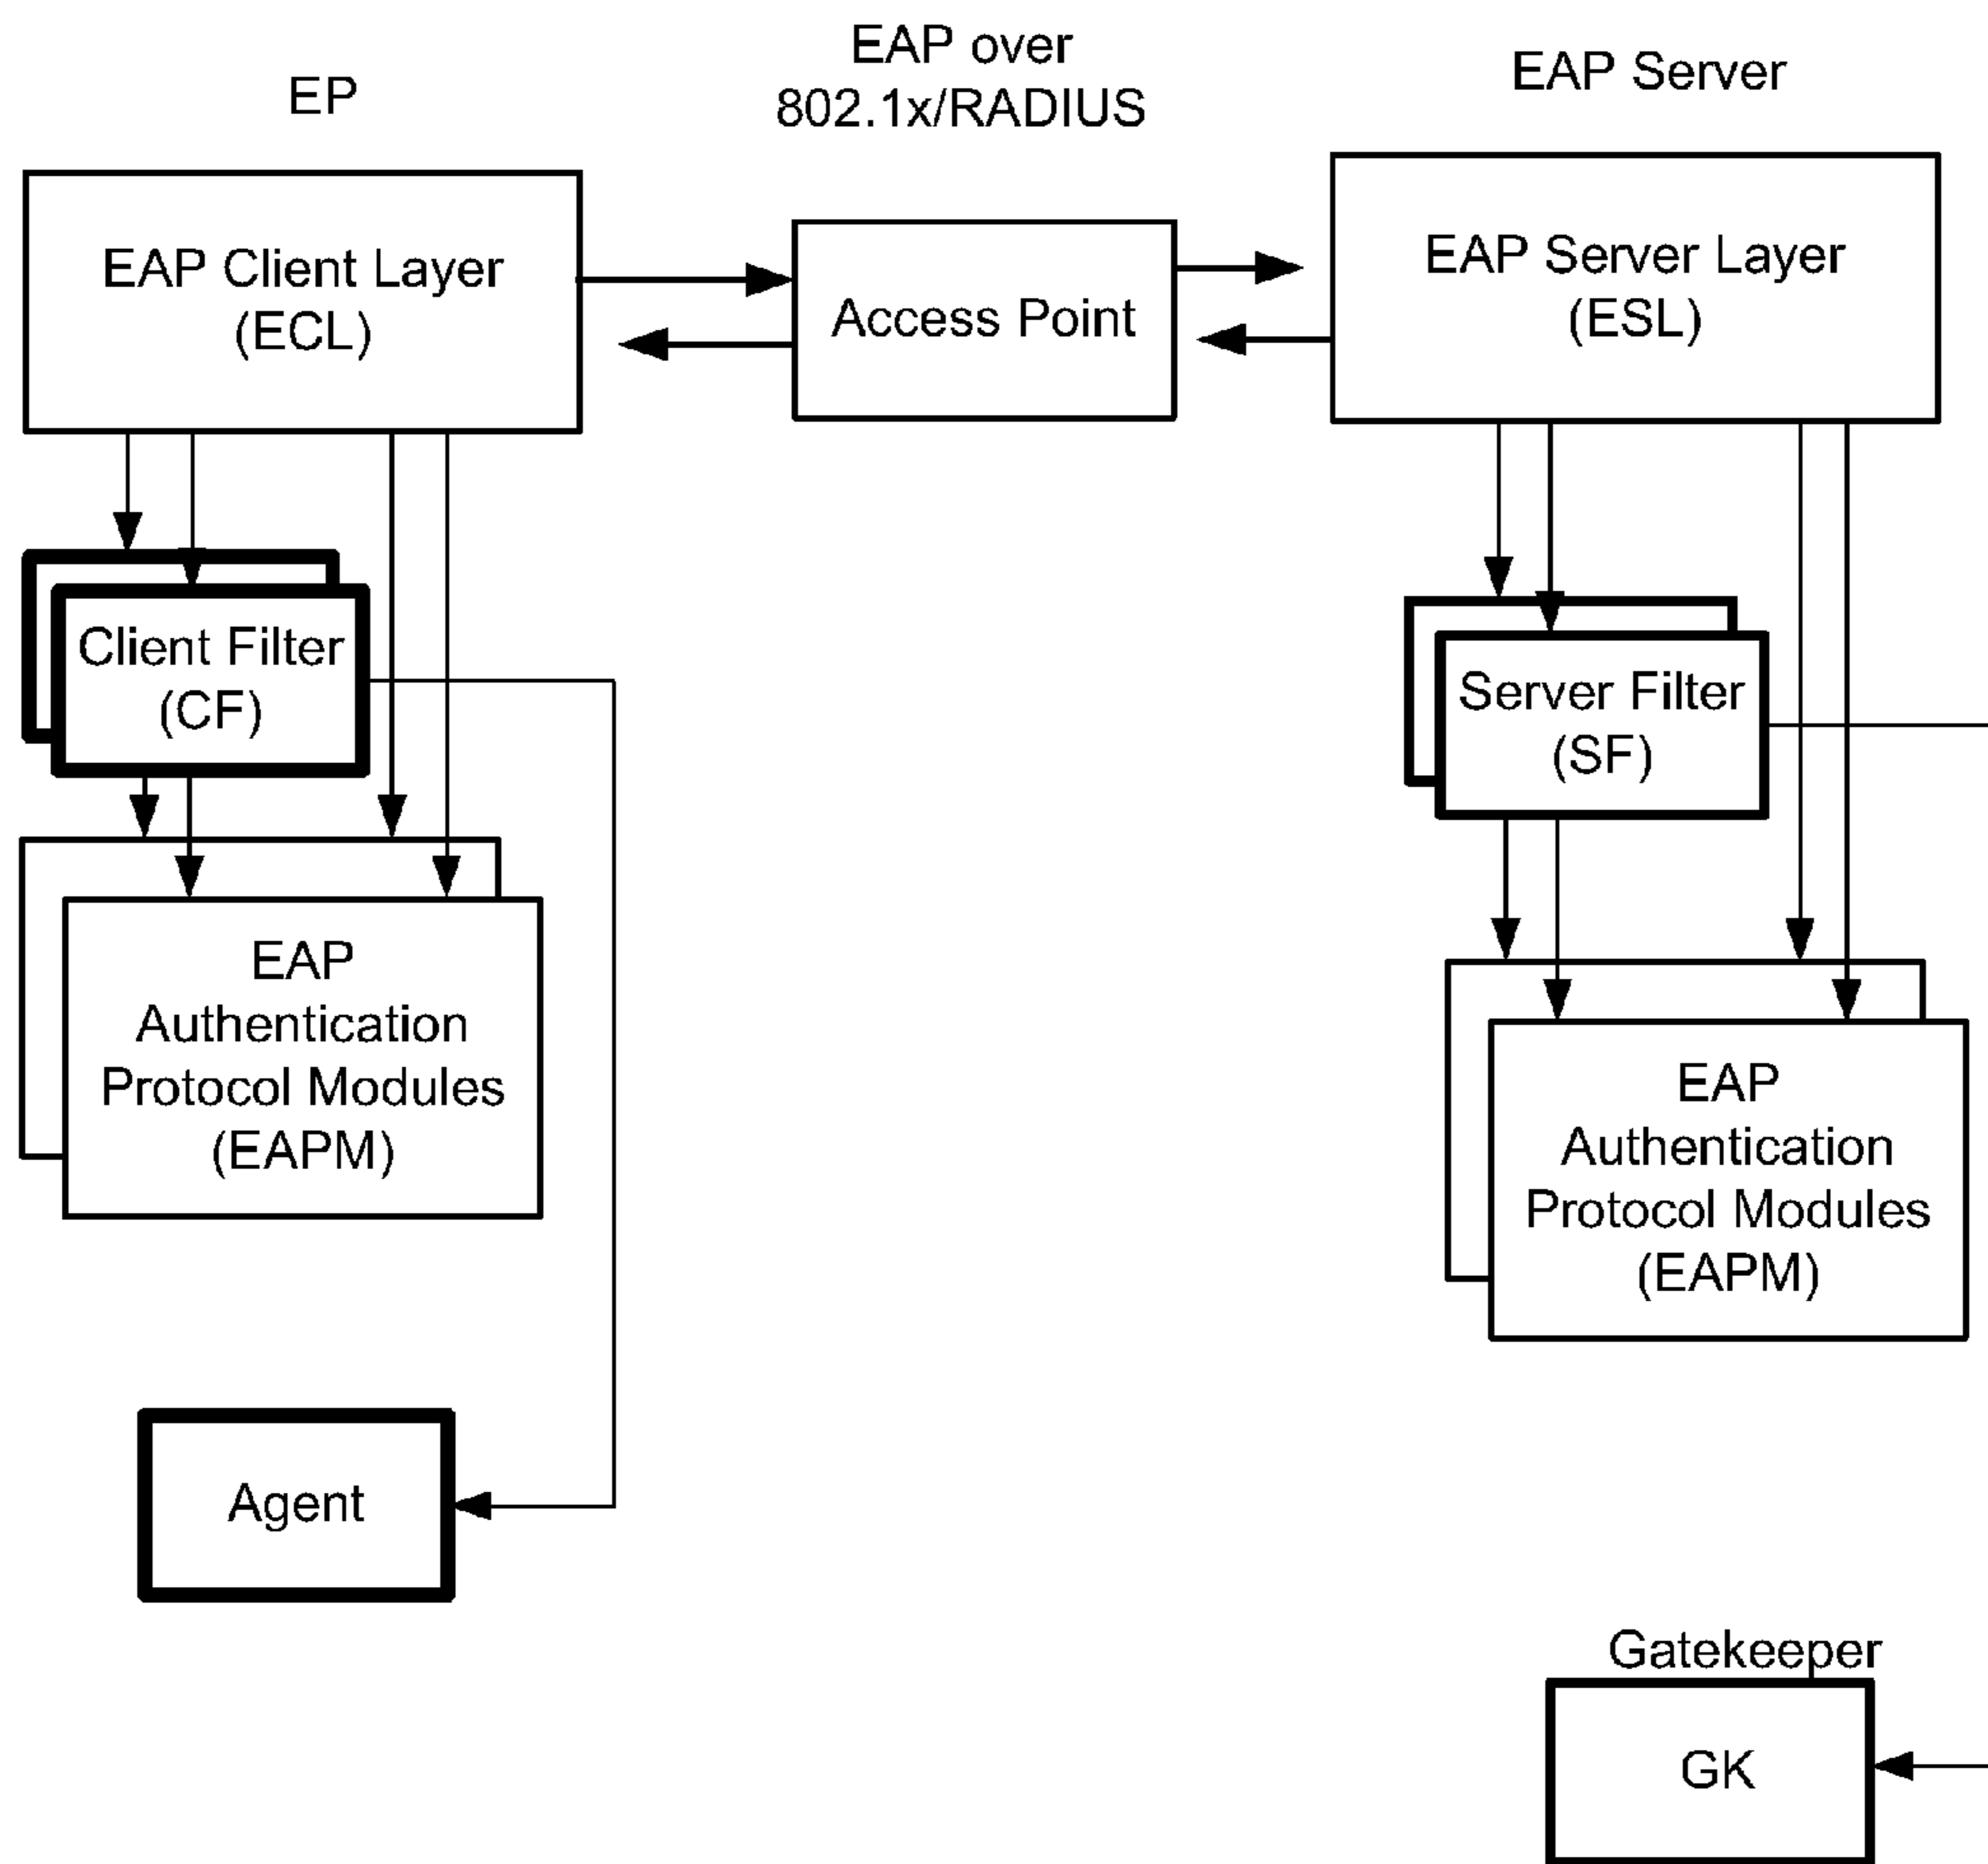 EP
EAP over
802.1x/RADIUS
EAP Server
EAP Client Layer
(ECL)
Access Point
EAP Server Layer
(ESL)
Client Filter
(CF)
Server Filter
(SF)
EAP
Authentication
Protocol Modules
(EAPM)
EAP
Authentication
Protocol Modules
(EAPM)
Agent
Gatekeeper
GK